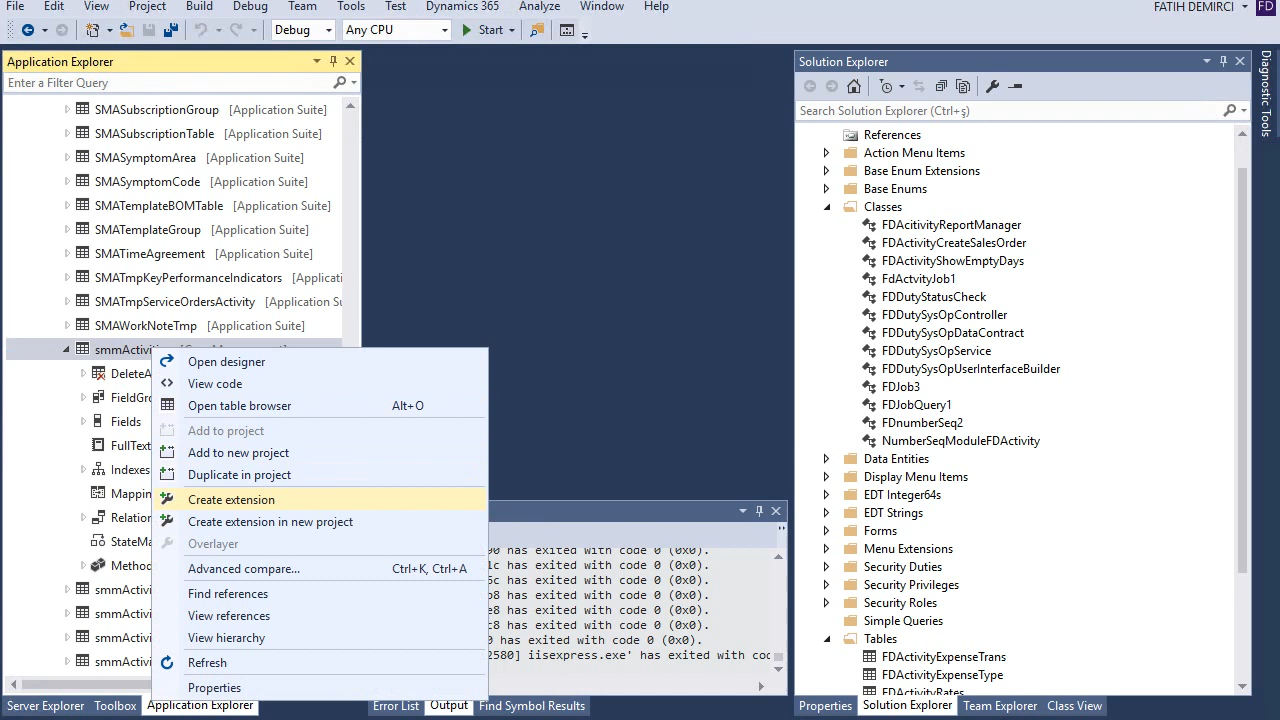 File Edit View Project Build Debug Team Tools Test Dynamics 365 Analyze Window Help FATIH DEMIRCI FD
Debug Any CPU Start
Application Explorer
Enter a Filter Query
SMASubscriptionGroup [Application Suite]
SMASubscriptionTable [Application Suite]
SMASymptomArea [Application Suite]
SMASymptomCode [Application Suite]
SMATemplateBOMTable [Application Suite]
SMATemplateGroup [Application Suite]
SMATimeAgreement [Application Suite]
SMATmpKeyPerformanceIndicators [Applicatio
SMATmpServiceOrdersActivity [Application Su
SMAWorkNoteTmp [Application Suite]
smmActivi
DeleteA
FieldGro
Fields
FullText
Indexes
Mappin
Relation
StateMa
Method
smmActivi
smmActivi
smmActivi
smmActivi
Open designer
View code
Open table browser Alt+O
Add to project
Add to new project
Duplicate in project
Create extension
Create extension in new project
Overlayer
Advanced compare... Ctrl+K, Ctrl+A
Find references
View references
View hierarchy
Refresh
Properties
has exited with code 0 (0x0).
1c has exited with code 0 (0x0).
6c has exited with code 0 (0x0).
b8 has exited with code 0 (0x0).
e8 has exited with code 0 (0x0).
c8 has exited with code 0 (0x0).
0 has exited with code 0 (0x0).
2580] iisexpress.exe' has exited with cod
Server Explorer Toolbox Application Explorer
Error List Output Find Symbol Results
Solution Explorer
Search Solution Explorer (Ctrl+ş)
References
Action Menu Items
Base Enum Extensions
Base Enums
Classes
FDAcitivityReportManager
FDActivityCreateSalesOrder
FDActivityShowEmptyDays
FdActvityJob1
FDDutyStatusCheck
FDDutySysOpController
FDDutySysOpDataContract
FDDutySysOpService
FDDutySysOpUserInterfaceBuilder
FDJob3
FDJobQuery1
FDnumberSeq2
NumberSeqModuleFDActivity
Data Entities
Display Menu Items
EDT Integer64s
EDT Strings
Forms
Menu Extensions
Security Duties
Security Privileges
Security Roles
Simple Queries
Tables
FDActivityExpenseTrans
FDActivityExpenseType
FDActivityRates
Properties Solution Explorer Team Explorer Class View
Diagnostic Tools